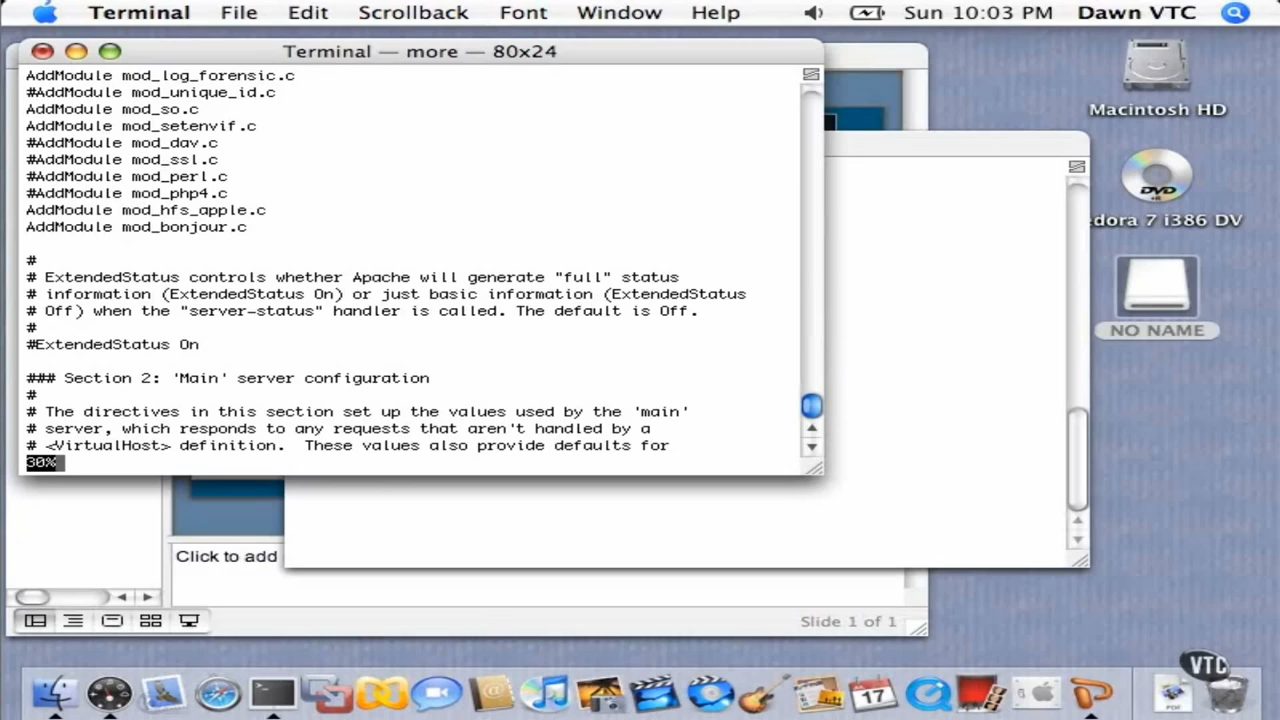 Terminal File Edit Scrollback Font Window Help Sun 10:03 PM Dawn VTC
Terminal — more — 80x24
AddModule mod_log_forensic.c
#AddModule mod_unique_id.c
AddModule mod_so.c
AddModule mod_setenvif.c
#AddModule mod_dav.c
#AddModule mod_ssl.c
#AddModule mod_perl.c
#AddModule mod_php4.c
AddModule mod_hfs_apple.c
AddModule mod_bonjour.c
#
# ExtendedStatus controls whether Apache will generate "full" status
# information (ExtendedStatus On) or just basic information (ExtendedStatus
# Off) when the "server-status" handler is called. The default is Off.
#
#ExtendedStatus On
### Section 2: 'Main' server configuration
#
# The directives in this section set up the values used by the 'main'
# server, which responds to any requests that aren't handled by a
# <VirtualHost> definition.  These values also provide defaults for
30%
Macintosh HD
DVD
edora 7 i386 DV
NO NAME
Click to add
Slide 1 of 1
VTC
17
PDF